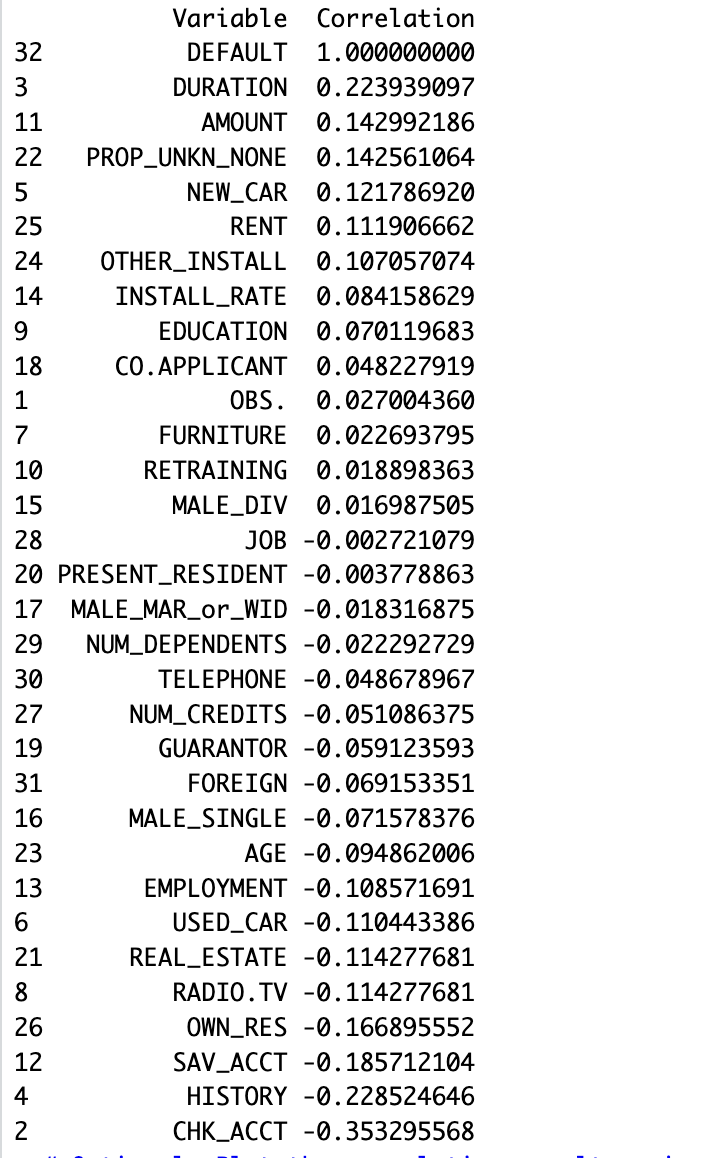 Variable Correlation
32 DEFAULT 1.000000000
3 DURATION 0.223939097
11 AMOUNT 0.142992186
22 PROP_UNKN_NONE 0.142561064
5 NEW_CAR 0.121786920
25 RENT 0.111906662
24 OTHER_INSTALL 0.107057074
14 INSTALL_RATE 0.084158629
9 EDUCATION 0.070119683
18 CO.APPLICANT 0.048227919
1 OBS. 0.027004360
7 FURNITURE 0.022693795
10 RETRAINING 0.018898363
15 MALE_DIV 0.016987505
28 JOB -0.002721079
20 PRESENT_RESIDENT -0.003778863
17 MALE_MAR_or_WID -0.018316875
29 NUM_DEPENDENTS -0.022292729
30 TELEPHONE -0.048678967
27 NUM_CREDITS -0.051086375
19 GUARANTOR -0.059123593
31 FOREIGN -0.069153351
16 MALE_SINGLE -0.071578376
23 AGE -0.094862006
13 EMPLOYMENT -0.108571691
6 USED_CAR -0.110443386
21 REAL_ESTATE -0.114277681
8 RADIO.TV -0.114277681
26 OWN_RES -0.166895552
12 SAV_ACCT -0.185712104
4 HISTORY -0.228524646
2 CHK_ACCT -0.353295568